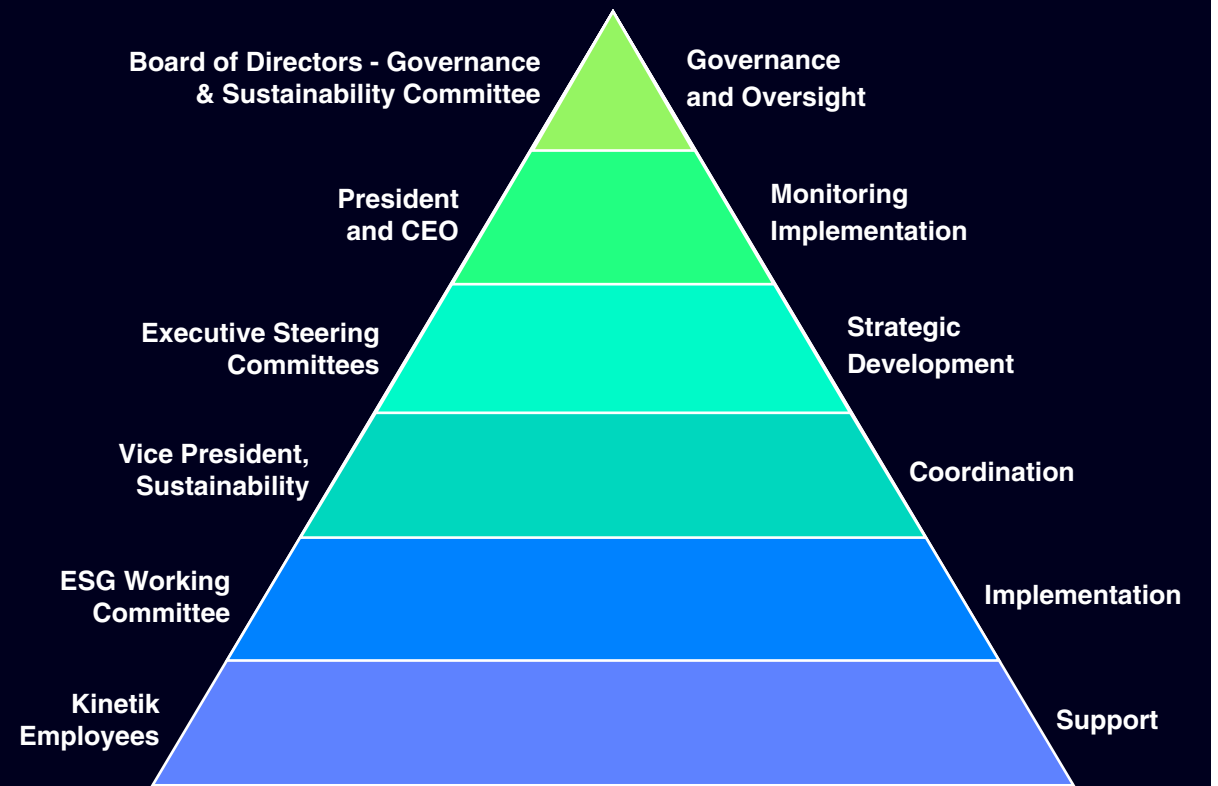 Board of Directors - Governance
& Sustainability Committee
Governance
and Oversight
President
and CEO
Monitoring
Implementation
Executive Steering
Committees
Strategic
Development
Vice President,
Sustainability
Coordination
ESG Working
Committee
Implementation
Kinetik
Employees
Support